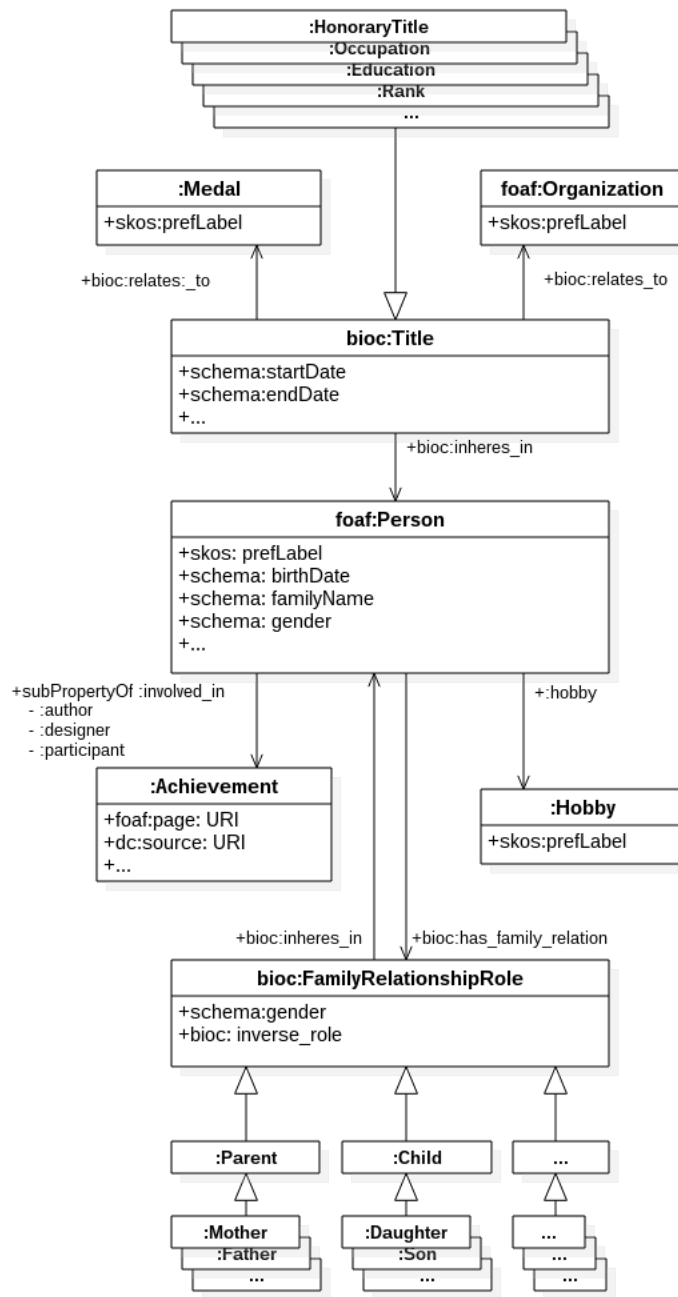 :HonoraryTitle
:Occupation
:Education
:Rank
...
:Medal
+skos:prefLabel
foaf:Organization
+skos:prefLabel
+bioc:relates:_to
+bioc:relates_to
bioc:Title
+schema:startDate
+schema:endDate
+...
+bioc:inheres_in
foaf:Person
+skos: prefLabel
+schema: birthDate
+schema: familyName
+schema: gender
+...
+subPropertyOf :involved_in
- :author
- :designer
- :participant
+:hobby
:Achievement
+foaf:page: URI
+dc:source: URI
+...
:Hobby
+skos:prefLabel
+bioc:inheres_in
+bioc:has_family_relation
bioc:FamilyRelationshipRole
+schema:gender
+bioc: inverse_role
:Parent
:Child
...
:Mother
:Father
...
:Daughter
:Son
...
...
...
...